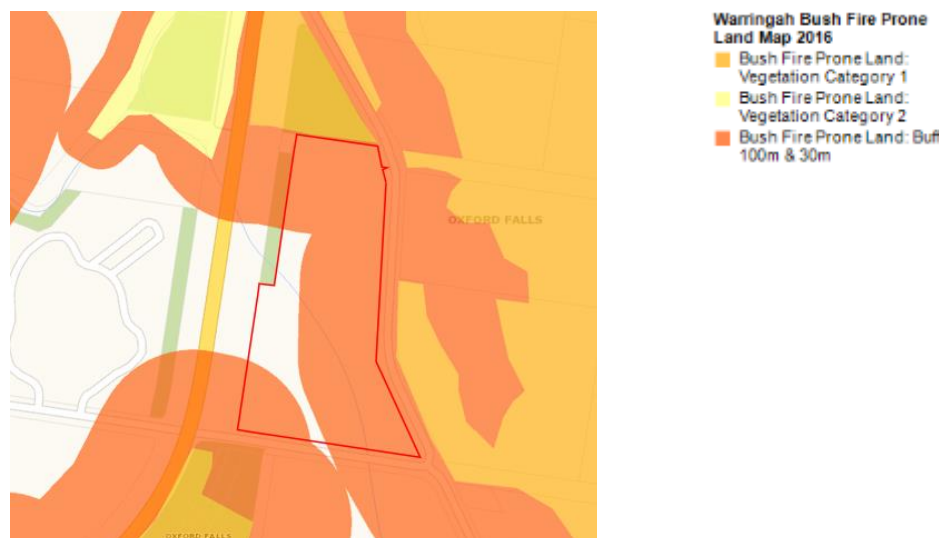 Warringah Bush Fire Prone
Land Map 2016
Bush Fire Prone Land:
Vegetation Category 1
Bush Fire Prone Land:
Vegetation Category 2
Bush Fire Prone Land: Buff
100m & 30m
OXFORD FALLS
OXFORD FALLS